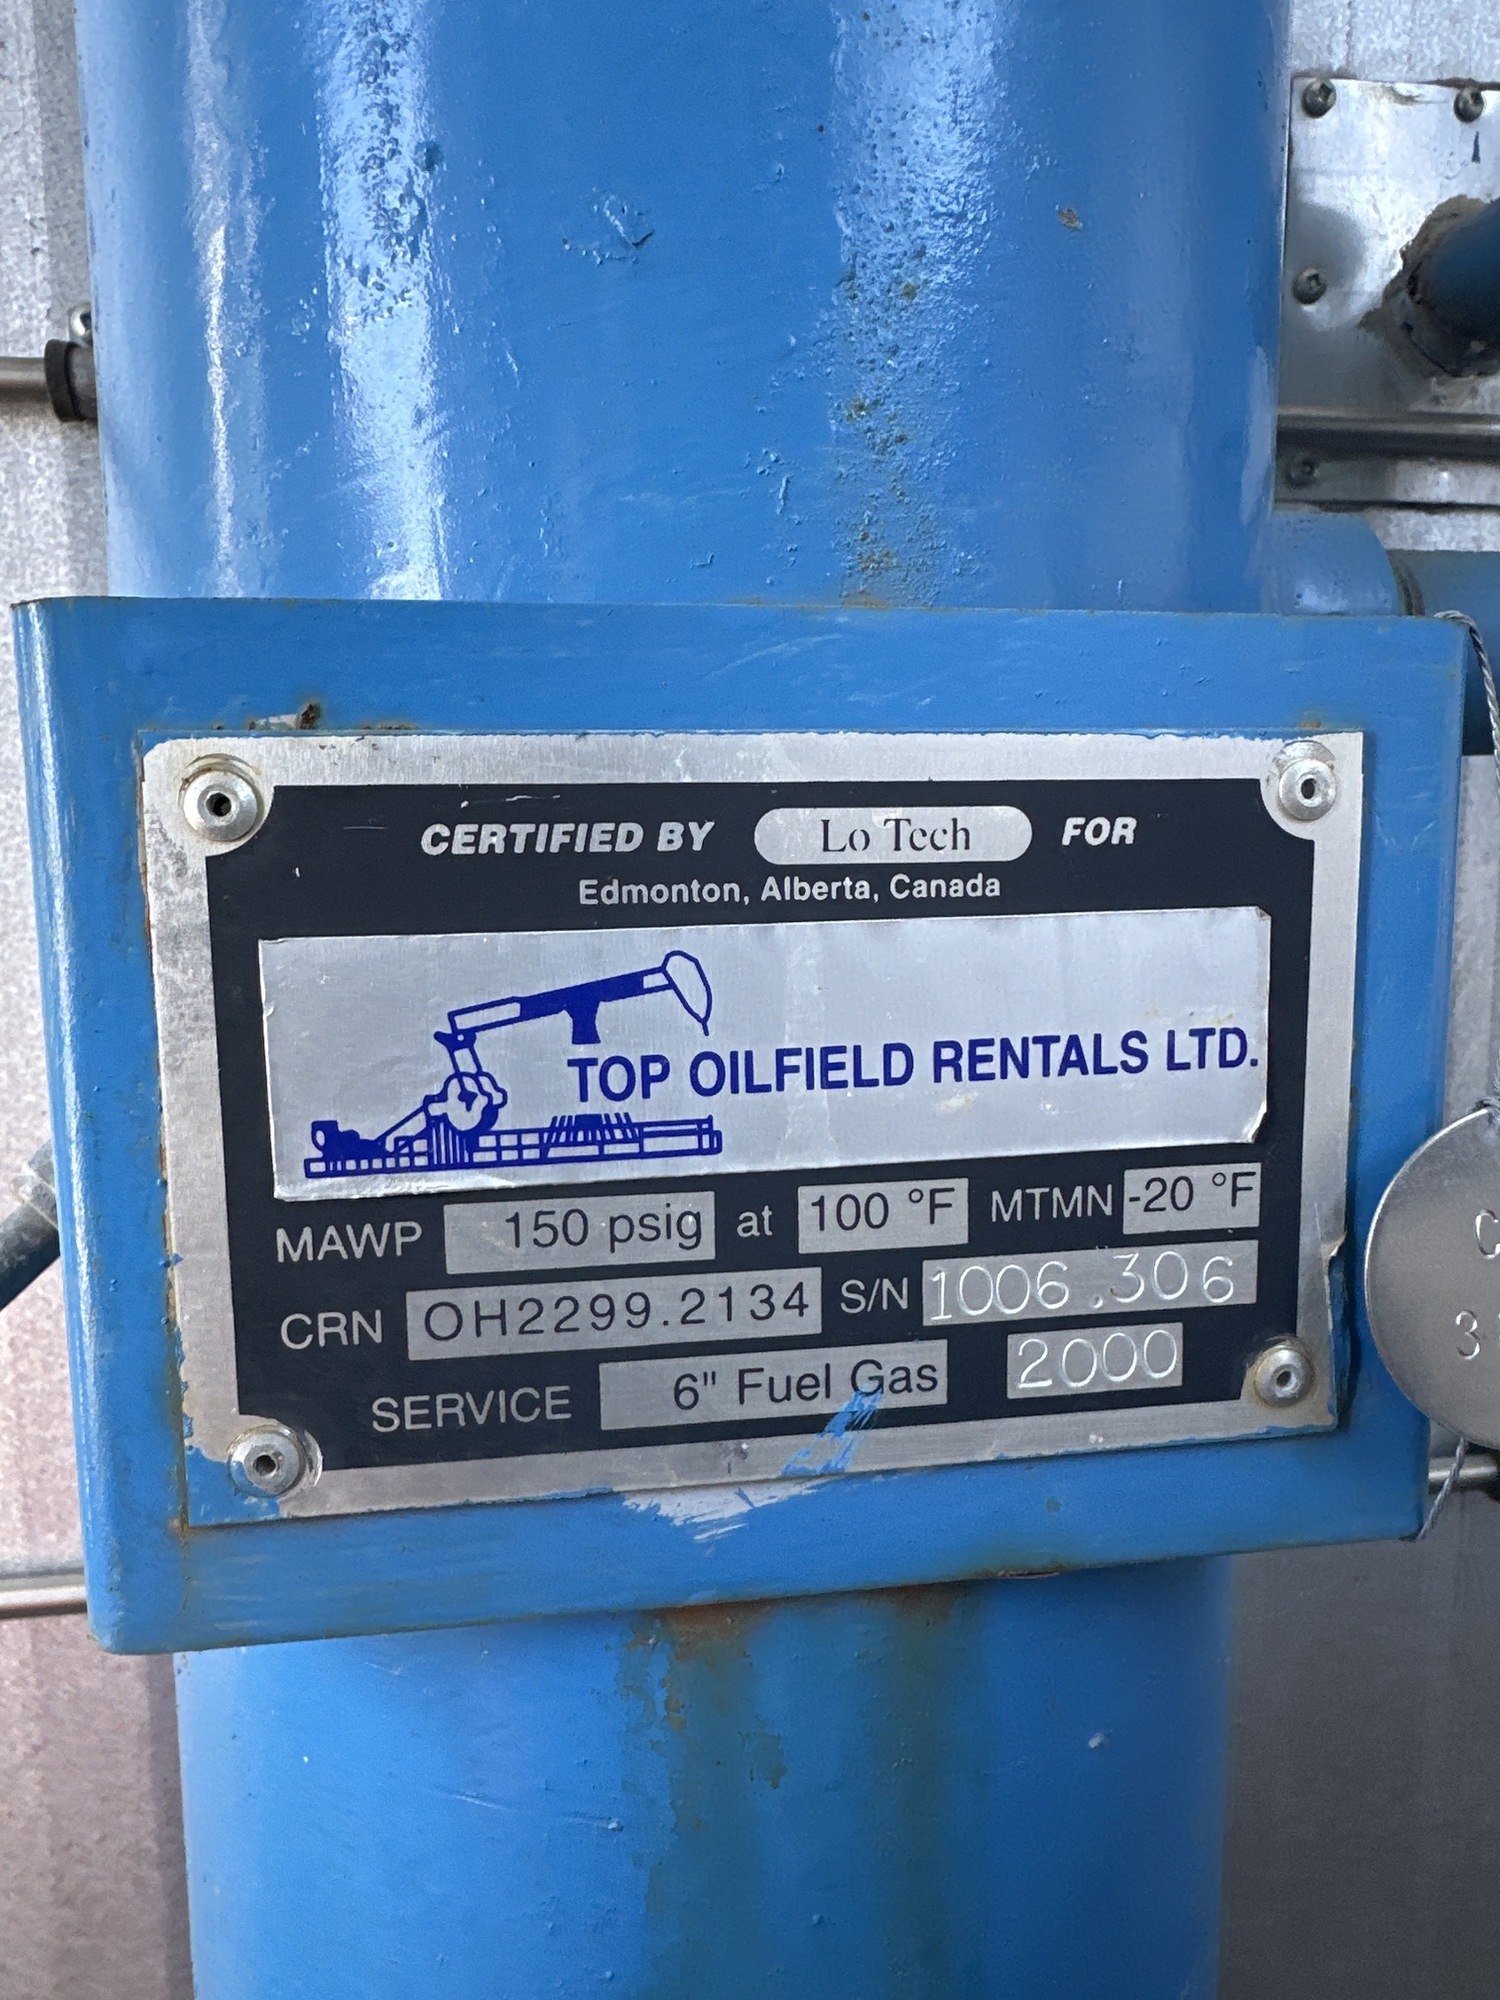 CERTIFIED BY Lo Tech FOR
Edmonton, Alberta, Canada
TOP OILFIELD RENTALS LTD.
MAWP 150 psig at 100 °F MTMN -20 °F
CRN OH2299.2134 S/N 1006.306
SERVICE 6" Fuel Gas 2000
C
3